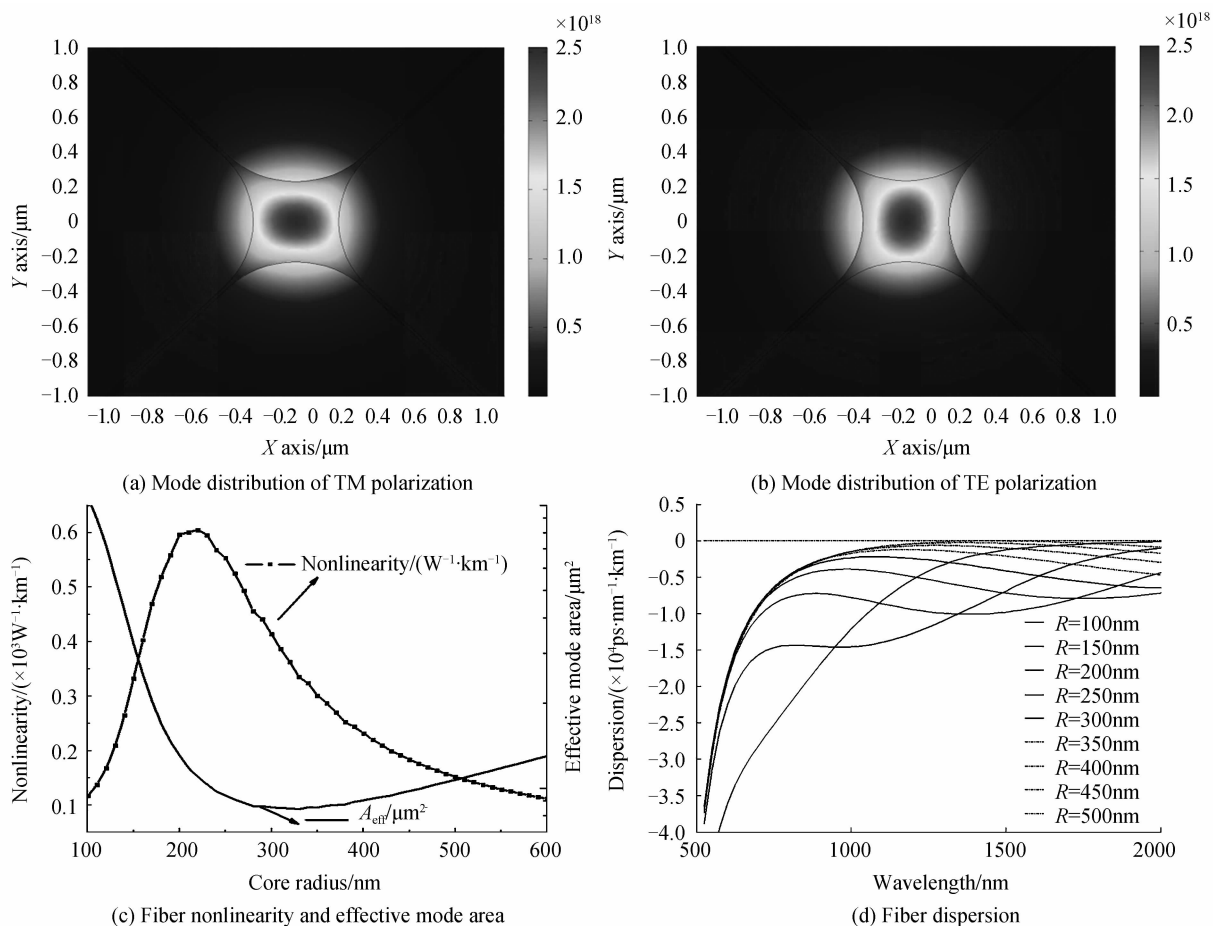 ×10¹⁸
1.0
0.8
0.6
0.4
0.2
0
−0.2
−0.4
−0.6
−0.8
−1.0
Y axis/μm
−1.0 −0.8 −0.6 −0.4 −0.2 0 0.2 0.4 0.6 0.8 1.0
X axis/μm
2.5
2.0
1.5
1.0
0.5
(a) Mode distribution of TM polarization
×10¹⁸
1.0
0.8
0.6
0.4
0.2
0
−0.2
−0.4
−0.6
−0.8
−1.0
Y axis/μm
−1.0 −0.8 −0.6 −0.4 −0.2 0 0.2 0.4 0.6 0.8 1.0
X axis/μm
2.5
2.0
1.5
1.0
0.5
(b) Mode distribution of TE polarization
Nonlinearity/(×10³W⁻¹·km⁻¹)
0.6
0.5
0.4
0.3
0.2
0.1
Nonlinearity/(W⁻¹·km⁻¹)
Aeff/μm²
Effective mode area/μm²
100 200 300 400 500 600
Core radius/nm
(c) Fiber nonlinearity and effective mode area
Dispersion/(×10⁴ps·nm⁻¹·km⁻¹)
0.5
0
−0.5
−1.0
−1.5
−2.0
−2.5
−3.0
−3.5
−4.0
R=100nm
R=150nm
R=200nm
R=250nm
R=300nm
R=350nm
R=400nm
R=450nm
R=500nm
500 1000 1500 2000
Wavelength/nm
(d) Fiber dispersion